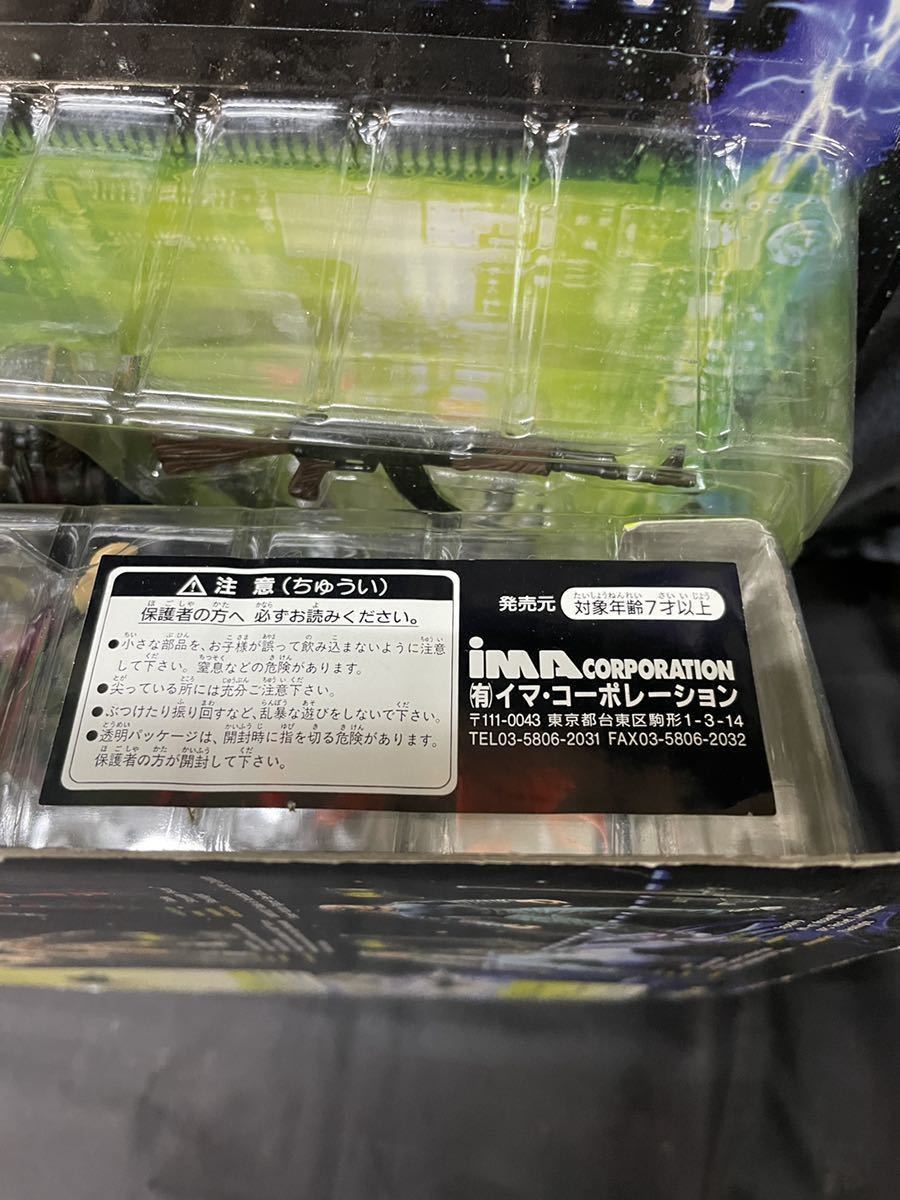 ⚠注意(ちゅうい)
保護者の方へ 必ずお読みください。
●小さな部品を、お子様が誤って飲み込まないように注意
して下さい。窒息などの危険があります。
●尖っている所には充分ご注意下さい。
●ぶつけたり振り回すなど、乱暴な遊びをしないで下さい。
●透明パッケージは、開封時に指を切る危険があります。
保護者の方が開封して下さい。
発売元 対象年齢7才以上
iMA CORPORATION
(有)イマ・コーポレーション
〒111-0043 東京都台東区駒形1-3-14
TEL03-5806-2031 FAX03-5806-2032